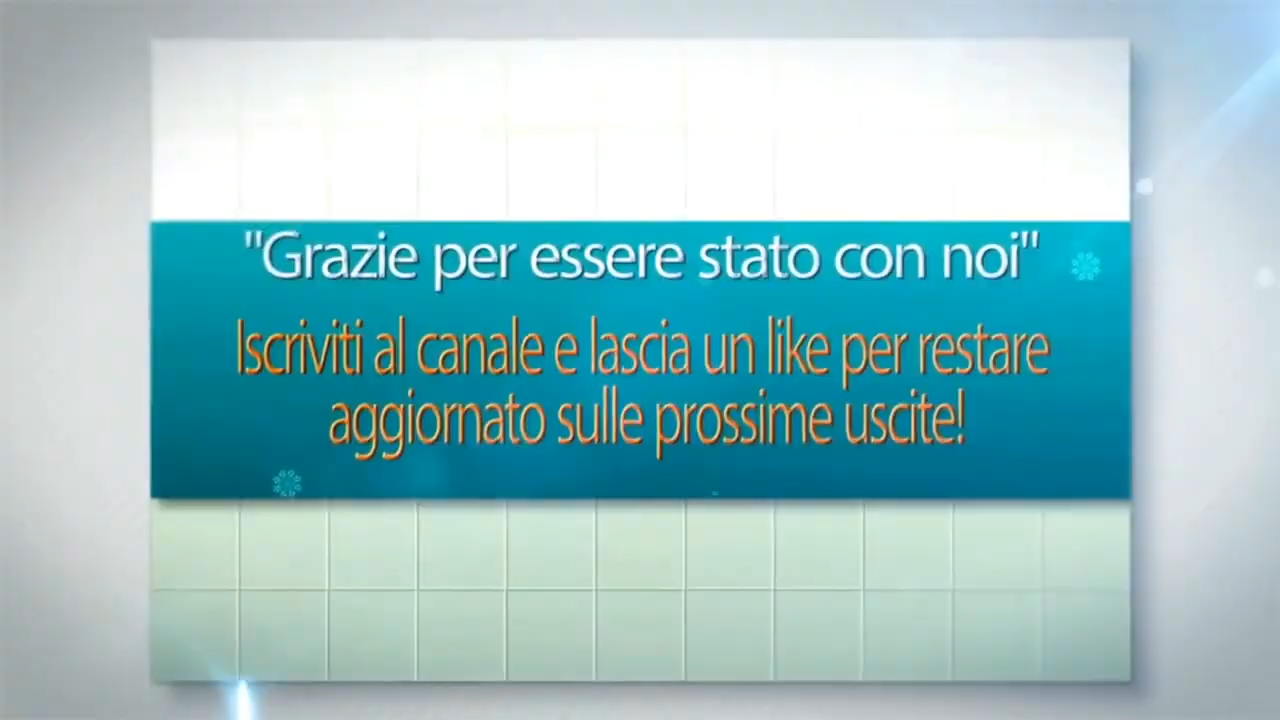 "Grazie per essere stato con noi"
Iscriviti al canale e lascia un like per restare
aggiornato sulle prossime uscite!